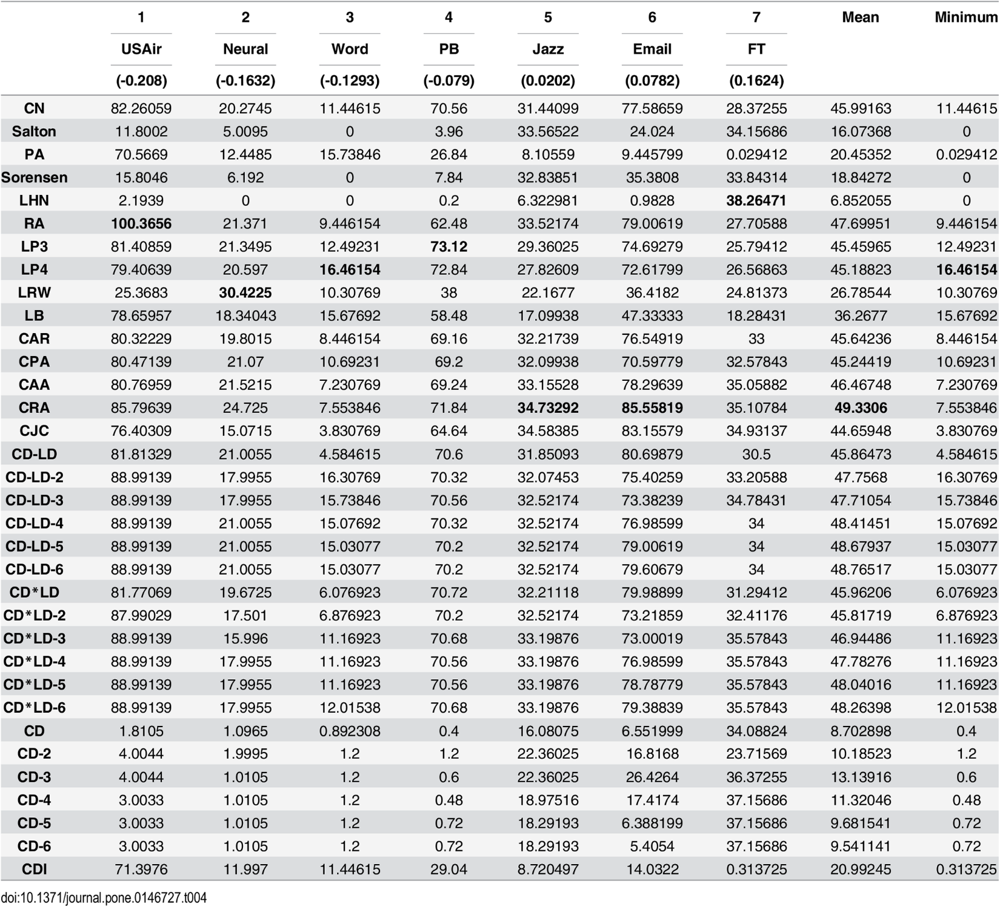 1 2 3 4 5 6 7 Mean Minimum
USAir Neural Word PB Jazz Email FT
(-0.208) (-0.1632) (-0.1293) (-0.079) (0.0202) (0.0782) (0.1624)
CN 82.26059 20.2745 11.44615 70.56 31.44099 77.58659 28.37255 45.99163 11.44615
Salton 11.8002 5.0095 0 3.96 33.56522 24.024 34.15686 16.07368 0
PA 70.5669 12.4485 15.73846 26.84 8.10559 9.445799 0.029412 20.45352 0.029412
Sorensen 15.8046 6.192 0 7.84 32.83851 35.3808 33.84314 18.84272 0
LHN 2.1939 0 0 0.2 6.322981 0.9828 38.26471 6.852055 0
RA 100.3656 21.371 9.446154 62.48 33.52174 79.00619 27.70588 47.69951 9.446154
LP3 81.40859 21.3495 12.49231 73.12 29.36025 74.69279 25.79412 45.45965 12.49231
LP4 79.40639 20.597 16.46154 72.84 27.82609 72.61799 26.56863 45.18823 16.46154
LRW 25.3683 30.4225 10.30769 38 22.1677 36.4182 24.81373 26.78544 10.30769
LB 78.65957 18.34043 15.67692 58.48 17.09938 47.33333 18.28431 36.2677 15.67692
CAR 80.32229 19.8015 8.446154 69.16 32.21739 76.54919 33 45.64236 8.446154
CPA 80.47139 21.07 10.69231 69.2 32.09938 70.59779 32.57843 45.24419 10.69231
CAA 80.76959 21.5215 7.230769 69.24 33.15528 78.29639 35.05882 46.46748 7.230769
CRA 85.79639 24.725 7.553846 71.84 34.73292 85.55819 35.10784 49.3306 7.553846
CJC 76.40309 15.0715 3.830769 64.64 34.58385 83.15579 34.93137 44.65948 3.830769
CD-LD 81.81329 21.0055 4.584615 70.6 31.85093 80.69879 30.5 45.86473 4.584615
CD-LD-2 88.99139 17.9955 16.30769 70.32 32.07453 75.40259 33.20588 47.7568 16.30769
CD-LD-3 88.99139 17.9955 15.73846 70.56 32.52174 73.38239 34.78431 47.71054 15.73846
CD-LD-4 88.99139 21.0055 15.07692 70.32 32.52174 76.98599 34 48.41451 15.07692
CD-LD-5 88.99139 21.0055 15.03077 70.2 32.52174 79.00619 34 48.67937 15.03077
CD-LD-6 88.99139 21.0055 15.03077 70.2 32.52174 79.60679 34 48.76517 15.03077
CD*LD 81.77069 19.6725 6.076923 70.72 32.21118 79.98899 31.29412 45.96206 6.076923
CD*LD-2 87.99029 17.501 6.876923 70.2 32.52174 73.21859 32.41176 45.81719 6.876923
CD*LD-3 88.99139 15.996 11.16923 70.68 33.19876 73.00019 35.57843 46.94486 11.16923
CD*LD-4 88.99139 17.9955 11.16923 70.56 33.19876 76.98599 35.57843 47.78276 11.16923
CD*LD-5 88.99139 17.9955 11.16923 70.56 33.19876 78.78779 35.57843 48.04016 11.16923
CD*LD-6 88.99139 17.9955 12.01538 70.68 33.19876 79.38839 35.57843 48.26398 12.01538
CD 1.8105 1.0965 0.892308 0.4 16.08075 6.551999 34.08824 8.702898 0.4
CD-2 4.0044 1.9995 1.2 1.2 22.36025 16.8168 23.71569 10.18523 1.2
CD-3 4.0044 1.0105 1.2 0.6 22.36025 26.4264 36.37255 13.13916 0.6
CD-4 3.0033 1.0105 1.2 0.48 18.97516 17.4174 37.15686 11.32046 0.48
CD-5 3.0033 1.0105 1.2 0.72 18.29193 6.388199 37.15686 9.681541 0.72
CD-6 3.0033 1.0105 1.2 0.72 18.29193 5.4054 37.15686 9.541141 0.72
CDI 71.3976 11.997 11.44615 29.04 8.720497 14.0322 0.313725 20.99245 0.313725
doi:10.1371/journal.pone.0146727.t004